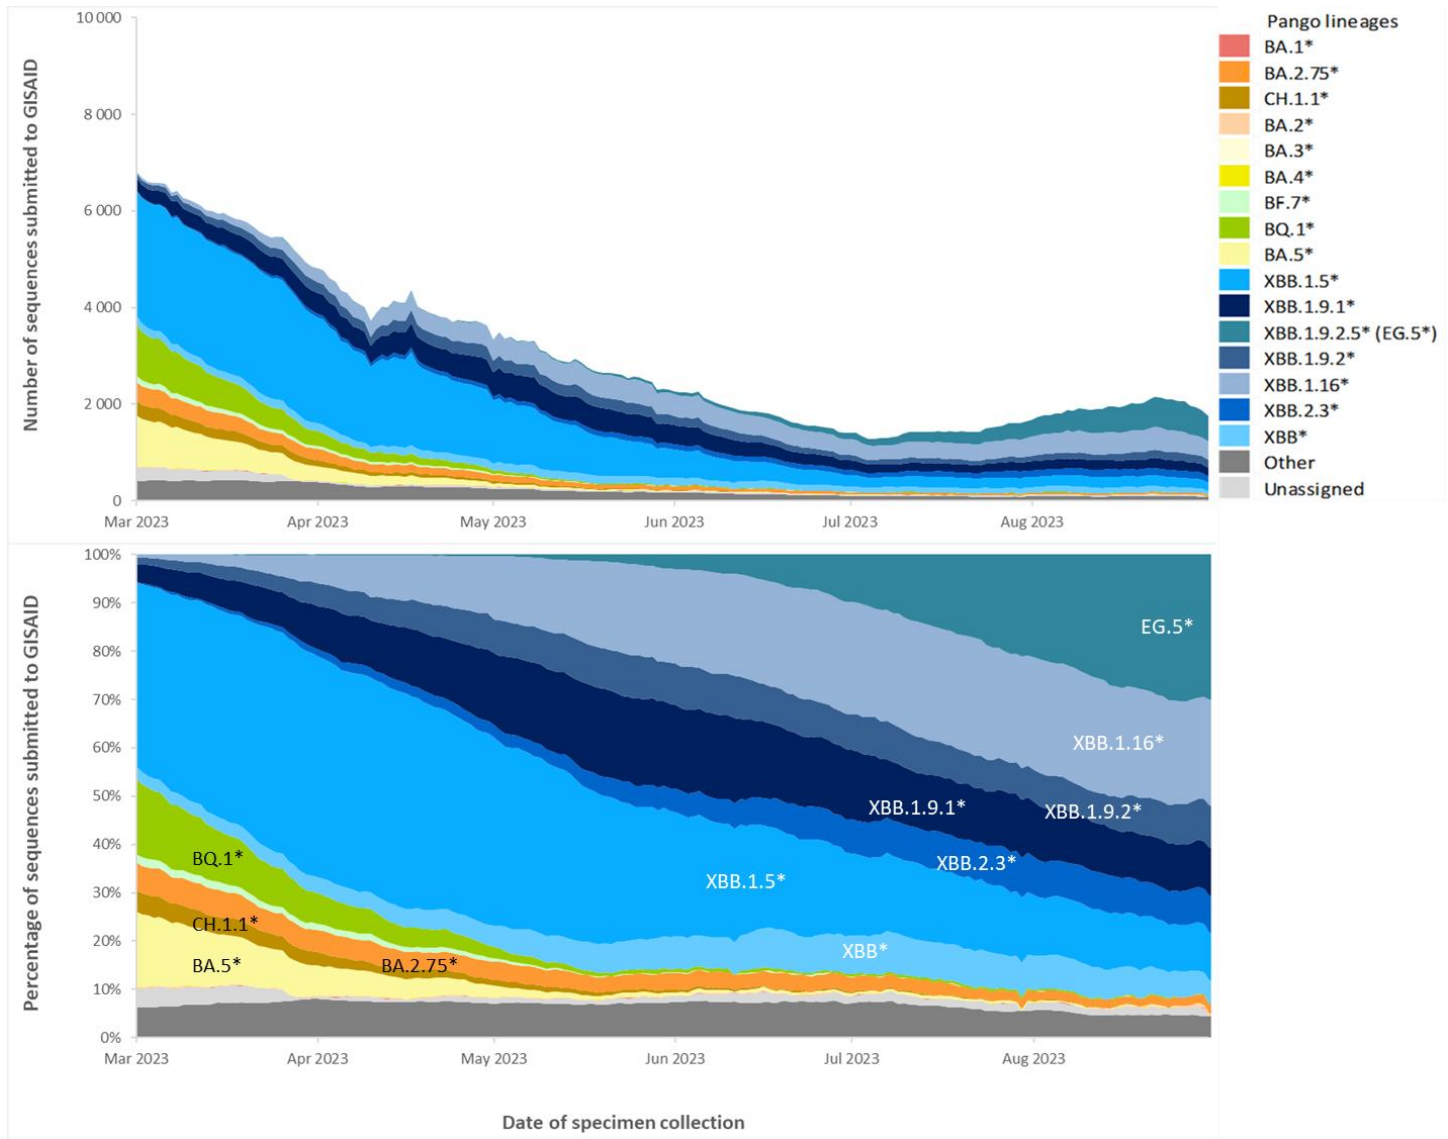 Number of sequences submitted to GISAID
10 000
8 000
6 000
4 000
2 000
0
Mar 2023 Apr 2023 May 2023 Jun 2023 Jul 2023 Aug 2023
Pango lineages
BA.1*
BA.2.75*
CH.1.1*
BA.2*
BA.3*
BA.4*
BF.7*
BQ.1*
BA.5*
XBB.1.5*
XBB.1.9.1*
XBB.1.9.2.5* (EG.5*)
XBB.1.9.2*
XBB.1.16*
XBB.2.3*
XBB*
Other
Unassigned
Percentage of sequences submitted to GISAID
100%
90%
80%
70%
60%
50%
40%
30%
20%
10%
0%
EG.5*
XBB.1.16*
XBB.1.9.1* XBB.1.9.2*
BQ.1* XBB.2.3*
XBB.1.5*
CH.1.1*
XBB*
BA.5* BA.2.75*
Mar 2023 Apr 2023 May 2023 Jun 2023 Jul 2023 Aug 2023
Date of specimen collection